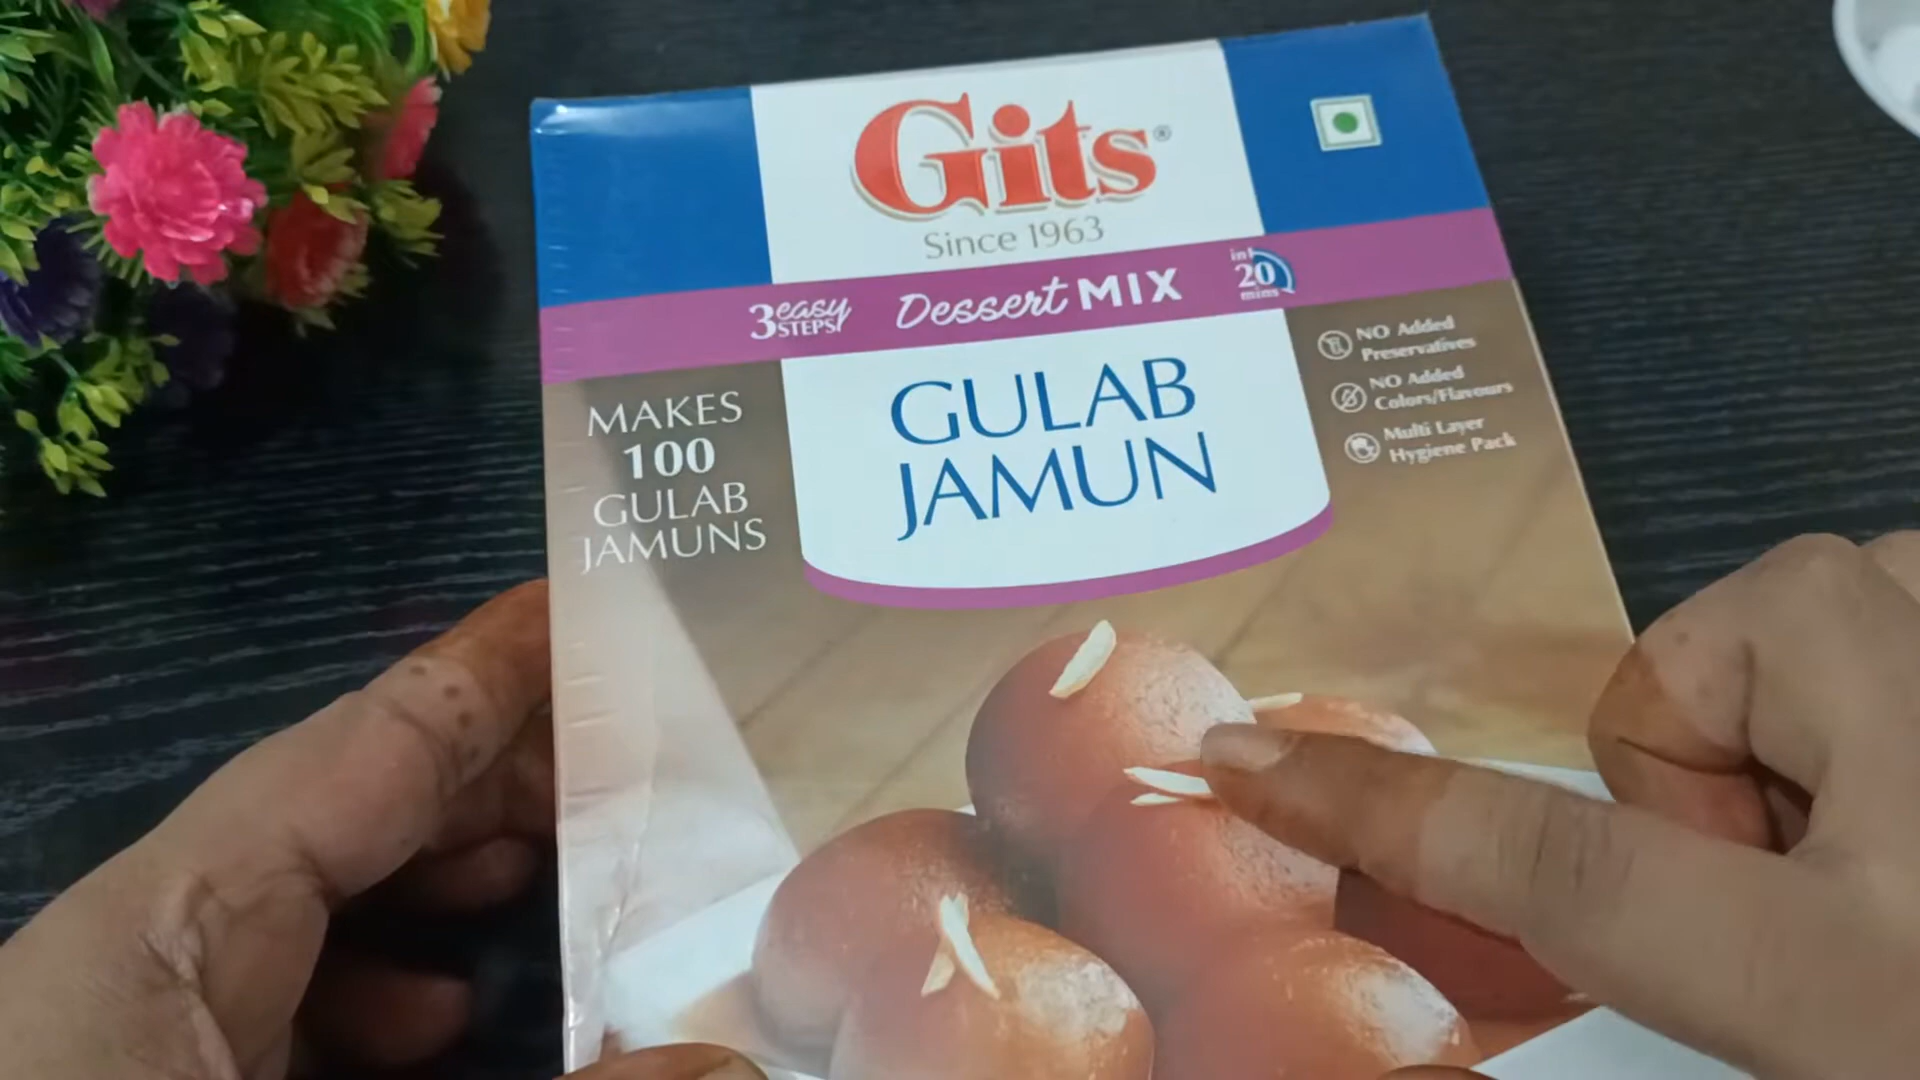 Gits®
Since 1963
3 easy STEPS
Dessert MIX
in 20 mins
MAKES
100
GULAB
JAMUNS
GULAB
JAMUN
NO Added
Preservatives
NO Added
Colors/Flavours
Multi Layer
Hygiene Pack